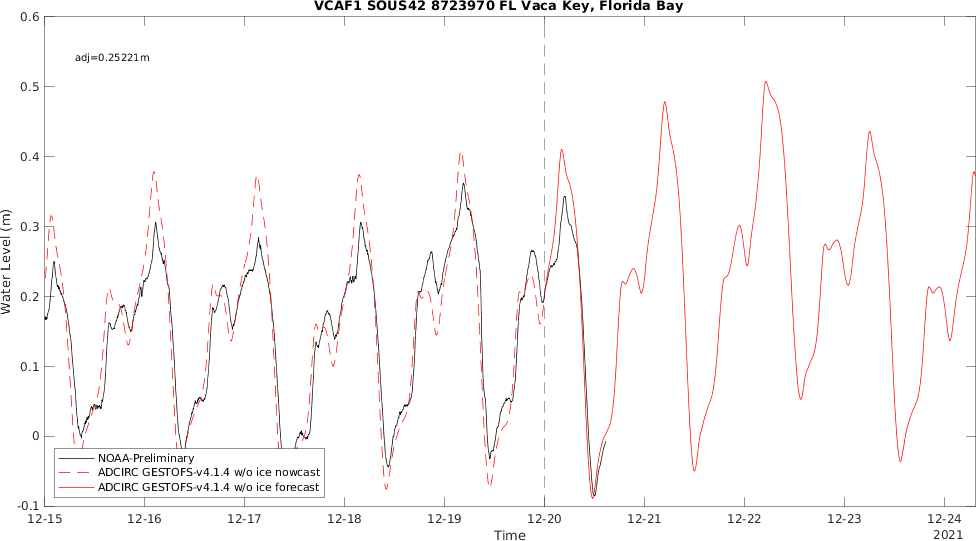 VCAF1 SOUS42 8723970 FL Vaca Key, Florida Bay
0.6
adj=0.25221m
0.5
0.4
0.3
0.2
0.1
0
-0.1
Water Level (m)
NOAA-Preliminary
ADCIRC GESTOFS-v4.1.4 w/o ice nowcast
ADCIRC GESTOFS-v4.1.4 w/o ice forecast
12-15 12-16 12-17 12-18 12-19 12-20 12-21 12-22 12-23 12-24
Time
2021